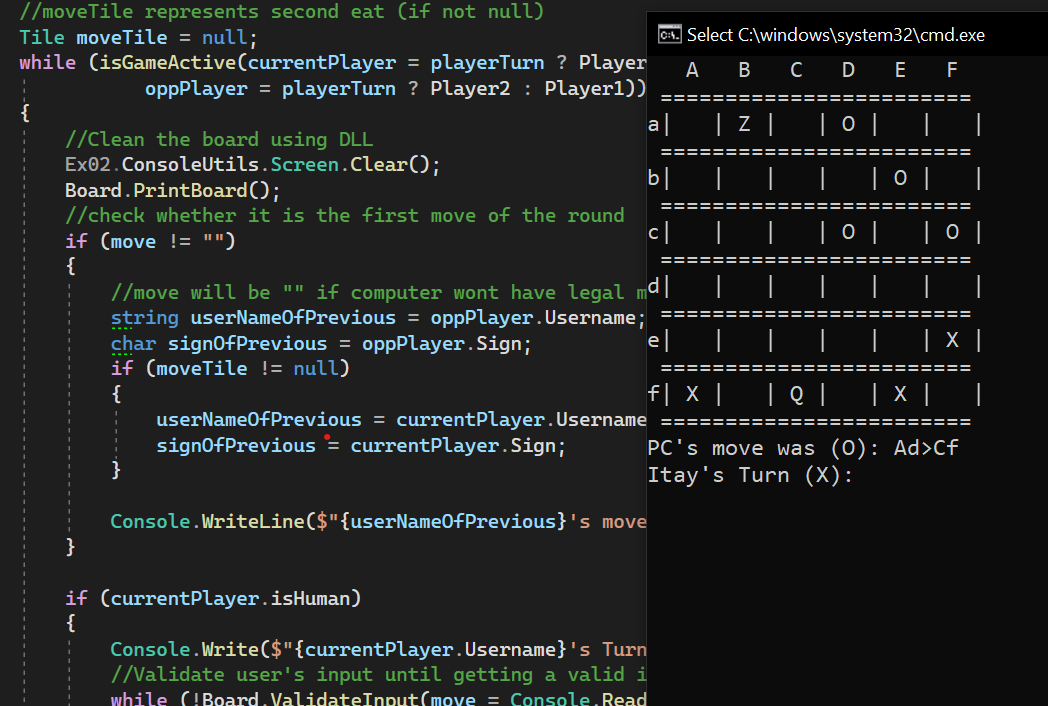 //moveTile represents second eat (if not null)
Tile moveTile = null;
while (isGameActive(currentPlayer = playerTurn ? Player
oppPlayer = playerTurn ? Player2 : Player1))
{
//Clean the board using DLL
Ex02.ConsoleUtils.Screen.Clear();
Board.PrintBoard();
//check whether it is the first move of the round
if (move != "")
{
//move will be "" if computer wont have legal m
string userNameOfPrevious = oppPlayer.Username;
char signOfPrevious = oppPlayer.Sign;
if (moveTile != null)
{
userNameOfPrevious = currentPlayer.Username
signOfPrevious = currentPlayer.Sign;
}
Console.WriteLine($"{userNameOfPrevious}'s move
}
if (currentPlayer.isHuman)
{
Console.Write($"{currentPlayer.Username}'s Turn
//Validate user's input until getting a valid i
while (!Board.ValidateInput(move = Console.Read
Select C:\windows\system32\cmd.exe
A B C D E F
========================
a|   | Z |   | O |   |   |
========================
b|   |   |   |   | O |   |
========================
c|   |   |   | O |   | O |
========================
d|   |   |   |   |   |   |
========================
e|   |   |   |   |   | X |
========================
f| X |   | Q |   | X |   |
========================
PC's move was (O): Ad>Cf
Itay's Turn (X):